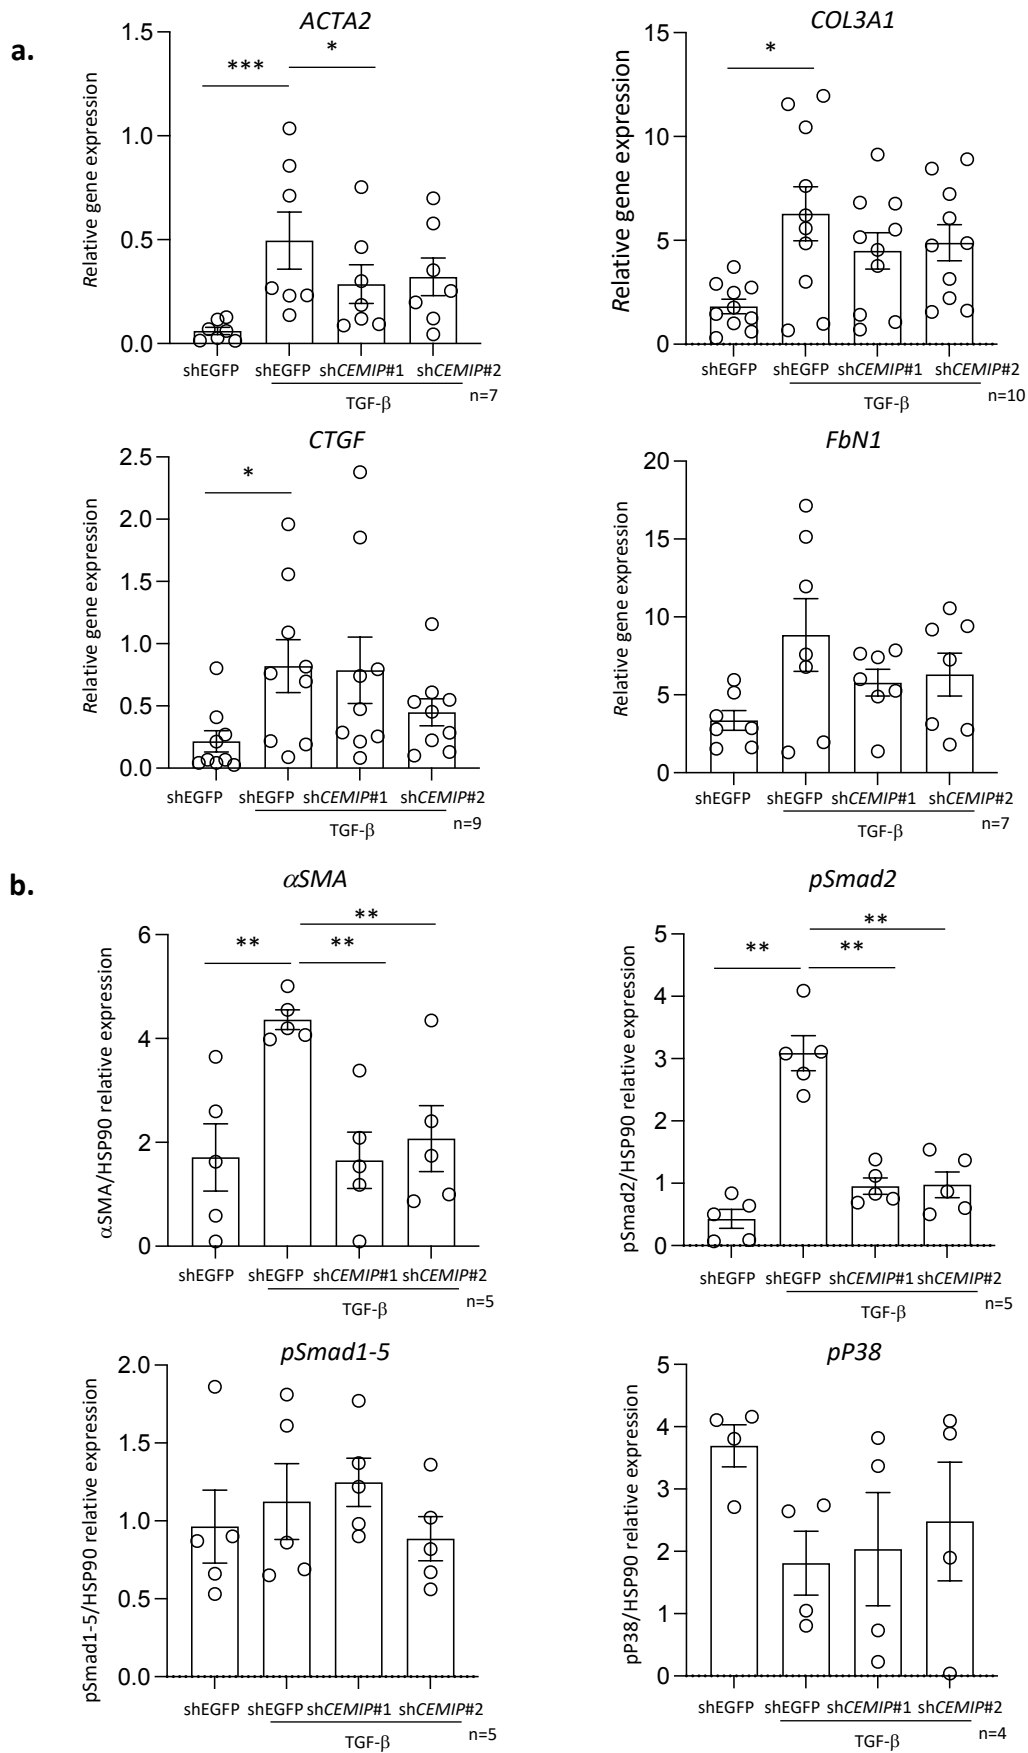 a.
ACTA2
Relative gene expression
1.5
1.0
0.5
0.0
***
*
shEGFP shEGFP shCEMIP#1 shCEMIP#2
TGF-β
n=7
COL3A1
Relative gene expression
15
10
5
0
*
shEGFP shEGFP shCEMIP#1 shCEMIP#2
TGF-β
n=10
CTGF
Relative gene expression
2.5
2.0
1.5
1.0
0.5
0.0
*
shEGFP shEGFP shCEMIP#1 shCEMIP#2
TGF-β
n=9
FbN1
Relative gene expression
20
15
10
5
0
shEGFP shEGFP shCEMIP#1 shCEMIP#2
TGF-β
n=7
b.
αSMA
αSMA/HSP90 relative expression
6
4
2
0
**
** **
shEGFP shEGFP shCEMIP#1 shCEMIP#2
TGF-β
n=5
pSmad2
pSmad2/HSP90 relative expression
5
4
3
2
1
0
**
** **
shEGFP shEGFP shCEMIP#1 shCEMIP#2
TGF-β
n=5
pSmad1-5
pSmad1-5/HSP90 relative expression
2.0
1.5
1.0
0.5
0.0
shEGFP shEGFP shCEMIP#1 shCEMIP#2
TGF-β
n=5
pP38
pP38/HSP90 relative expression
5
4
3
2
1
0
shEGFP shEGFP shCEMIP#1 shCEMIP#2
TGF-β
n=4